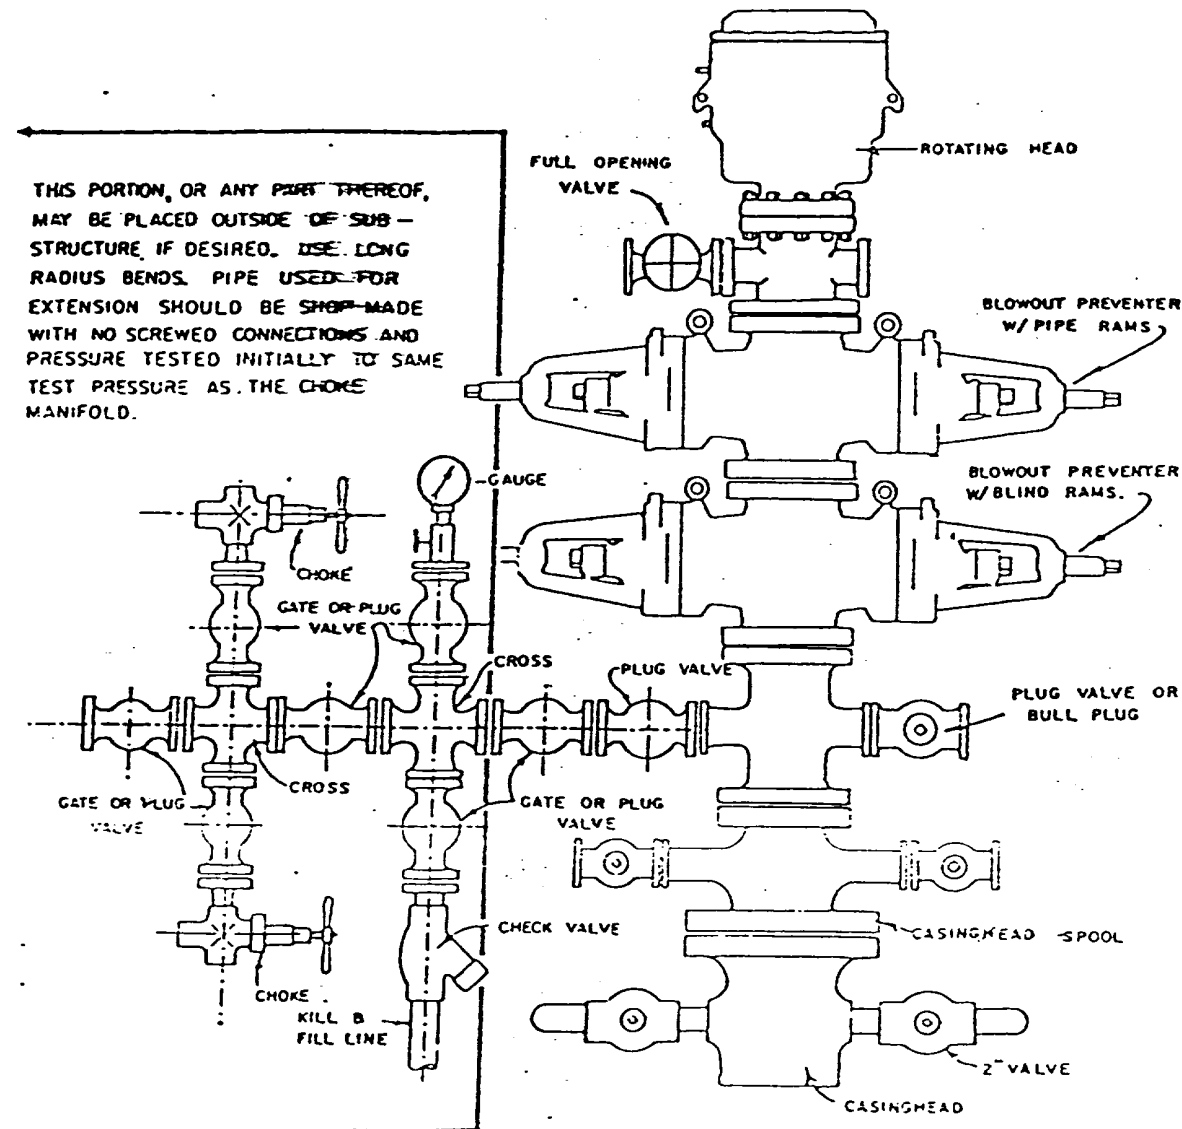 ROTATING HEAD
FULL OPENING
VALVE
THIS PORTION, OR ANY PART THEREOF,
MAY BE PLACED OUTSIDE OF SUB-
STRUCTURE IF DESIRED. USE LONG
RADIUS BENDS. PIPE USED FOR
EXTENSION SHOULD BE SHOP MADE
WITH NO SCREWED CONNECTIONS AND
PRESSURE TESTED INITIALLY TO SAME
TEST PRESSURE AS THE CHOKE
MANIFOLD.
BLOWOUT PREVENTER
W/ PIPE RAMS
BLOWOUT PREVENTER
W/BLIND RAMS.
GAUGE
CHOKE
GATE OR PLUG
VALVE
CROSS
PLUG VALVE
PLUG VALVE OR
BULL PLUG
CROSS
GATE OR PLUG
VALVE
GATE OR PLUG
VALVE
CHECK VALVE
CASINGHEAD SPOOL
CHOKE
KILL &
FILL LINE
2" VALVE
CASINGHEAD